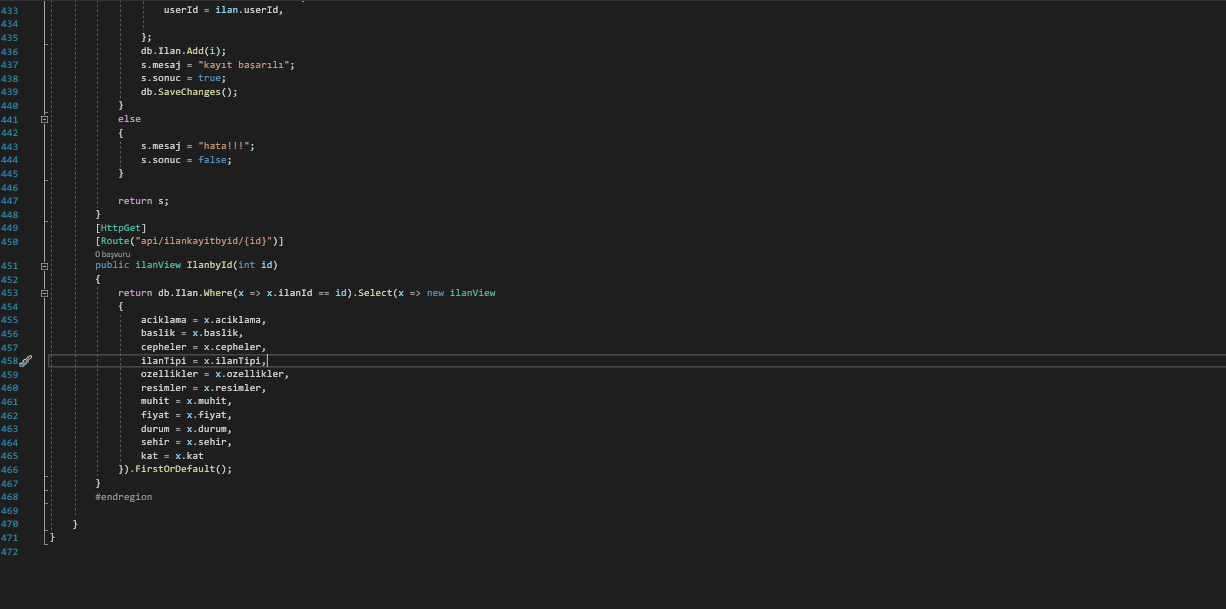 433 userId = ilan.userId,
434
435 };
436 db.Ilan.Add(i);
437 s.mesaj = "kayıt başarılı";
438 s.sonuc = true;
439 db.SaveChanges();
440 }
441 else
442 {
443 s.mesaj = "hata!!!";
444 s.sonuc = false;
445 }
446
447 return s;
448 }
449 [HttpGet]
450 [Route("api/ilankayitbyid/{id}")]
0 başvuru
451 public ilanView IlanbyId(int id)
452 {
453 return db.Ilan.Where(x => x.ilanId == id).Select(x => new ilanView
454 {
455 aciklama = x.aciklama,
456 baslik = x.baslik,
457 cepheler = x.cepheler,
458 ilanTipi = x.ilanTipi,
459 ozellikler = x.ozellikler,
460 resimler = x.resimler,
461 muhit = x.muhit,
462 fiyat = x.fiyat,
463 durum = x.durum,
464 sehir = x.sehir,
465 kat = x.kat
466 }).FirstOrDefault();
467 }
468 #endregion
469
470 }
471 }
472